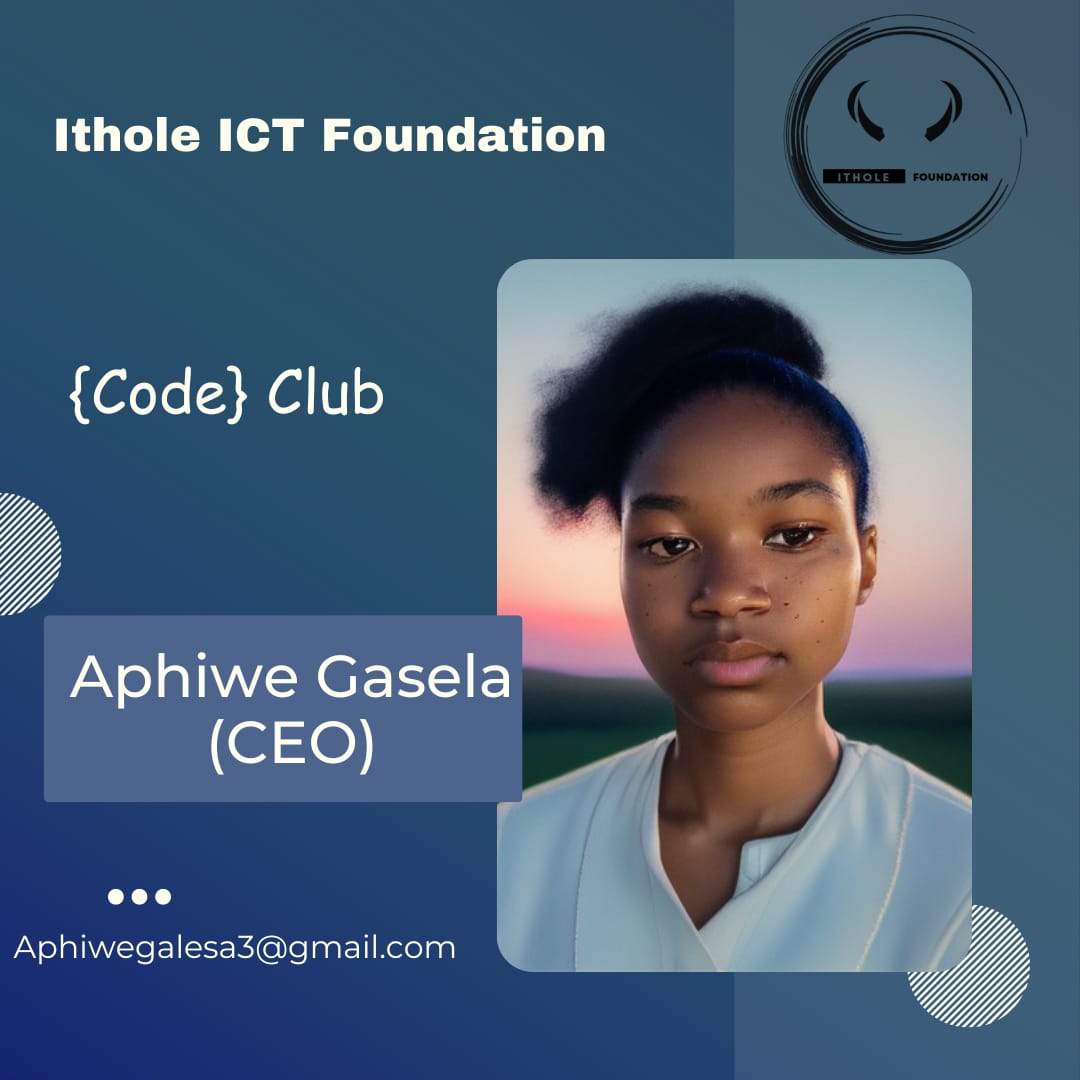 Ithole ICT Foundation
ITHOLE FOUNDATION
{Code} Club
Aphiwe Gasela
(CEO)
Aphiwegalesa3@gmail.com